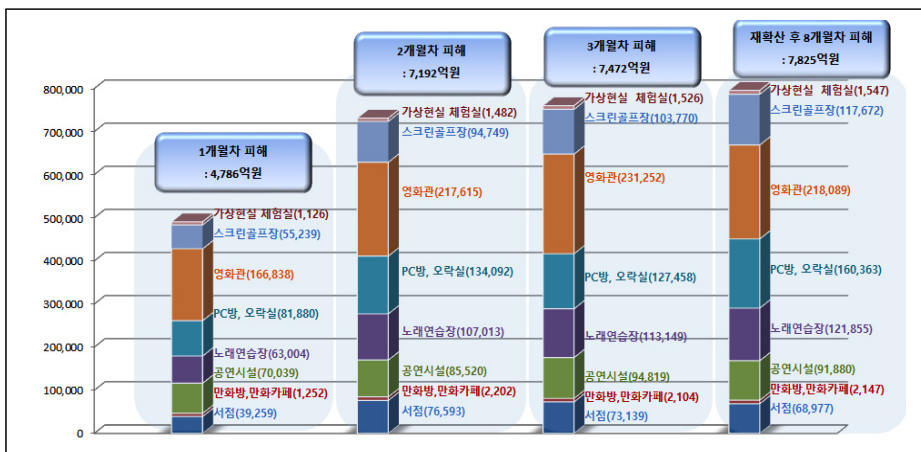 1개월차 피해
: 4,786억원
2개월차 피해
: 7,192억원
3개월차 피해
: 7,472억원
재확산 후 8개월차 피해
: 7,825억원
800,000
700,000
600,000
500,000
400,000
300,000
200,000
100,000
0
가상현실 체험실(1,126)
스크린골프장(55,239)
영화관(166,838)
PC방, 오락실(81,880)
노래연습장(63,004)
공연시설(70,039)
만화방,만화카페(1,252)
서점(39,259)
가상현실 체험실(1,482)
스크린골프장(94,749)
영화관(217,615)
PC방, 오락실(134,092)
노래연습장(107,013)
공연시설(85,520)
만화방,만화카페(2,202)
서점(76,593)
가상현실 체험실(1,526)
스크린골프장(103,770)
영화관(231,252)
PC방, 오락실(127,458)
노래연습장(113,149)
공연시설(94,819)
만화방,만화카페(2,104)
서점(73,139)
가상현실 체험실(1,547)
스크린골프장(117,672)
영화관(218,089)
PC방, 오락실(160,363)
노래연습장(121,855)
공연시설(91,880)
만화방,만화카페(2,147)
서점(68,977)